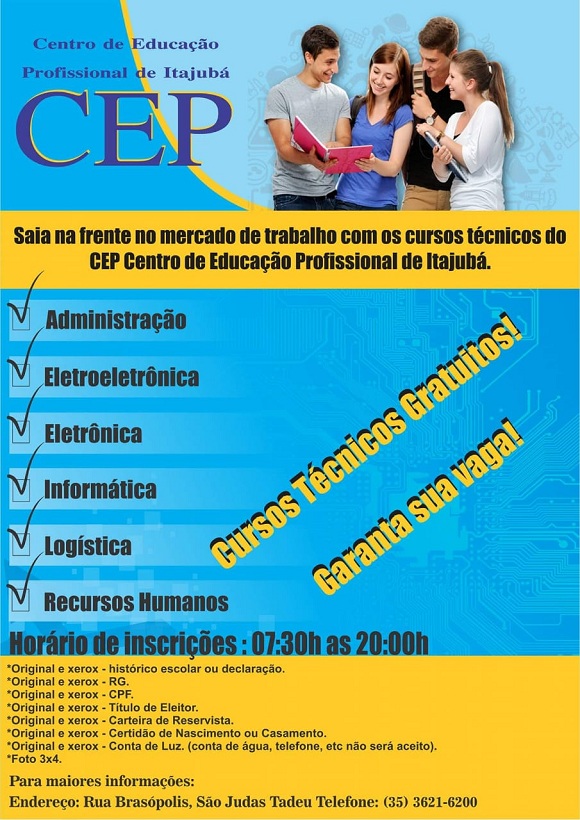 Centro de Educação
Profissional de Itajubá
CEP
Saia na frente no mercado de trabalho com os cursos técnicos do
CEP Centro de Educação Profissional de Itajubá.
Administração
Eletroeletrônica
Eletrônica
Informática
Logística
Recursos Humanos
Cursos Técnicos Gratuitos!
Garanta sua vaga!
Horário de inscrições : 07:30h as 20:00h
*Original e xerox - histórico escolar ou declaração.
*Original e xerox - RG.
*Original e xerox - CPF.
*Original e xerox - Título de Eleitor.
*Original e xerox - Carteira de Reservista.
*Original e xerox - Certidão de Nascimento ou Casamento.
*Original e xerox - Conta de Luz. (conta de água, telefone, etc não será aceito).
*Foto 3x4.
Para maiores informações:
Endereço: Rua Brasópolis, São Judas Tadeu Telefone: (35) 3621-6200